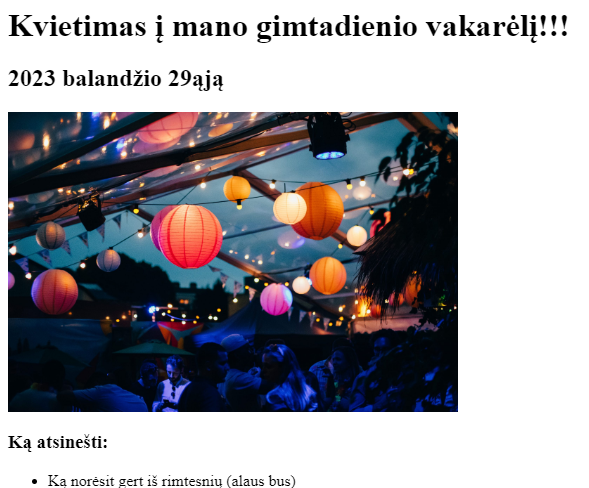 Kvietimas į mano gimtadienio vakarėlį!!!
2023 balandžio 29ąją
Ką atsinešti:
Ką norėsit gert iš rimtesnių (alaus bus)